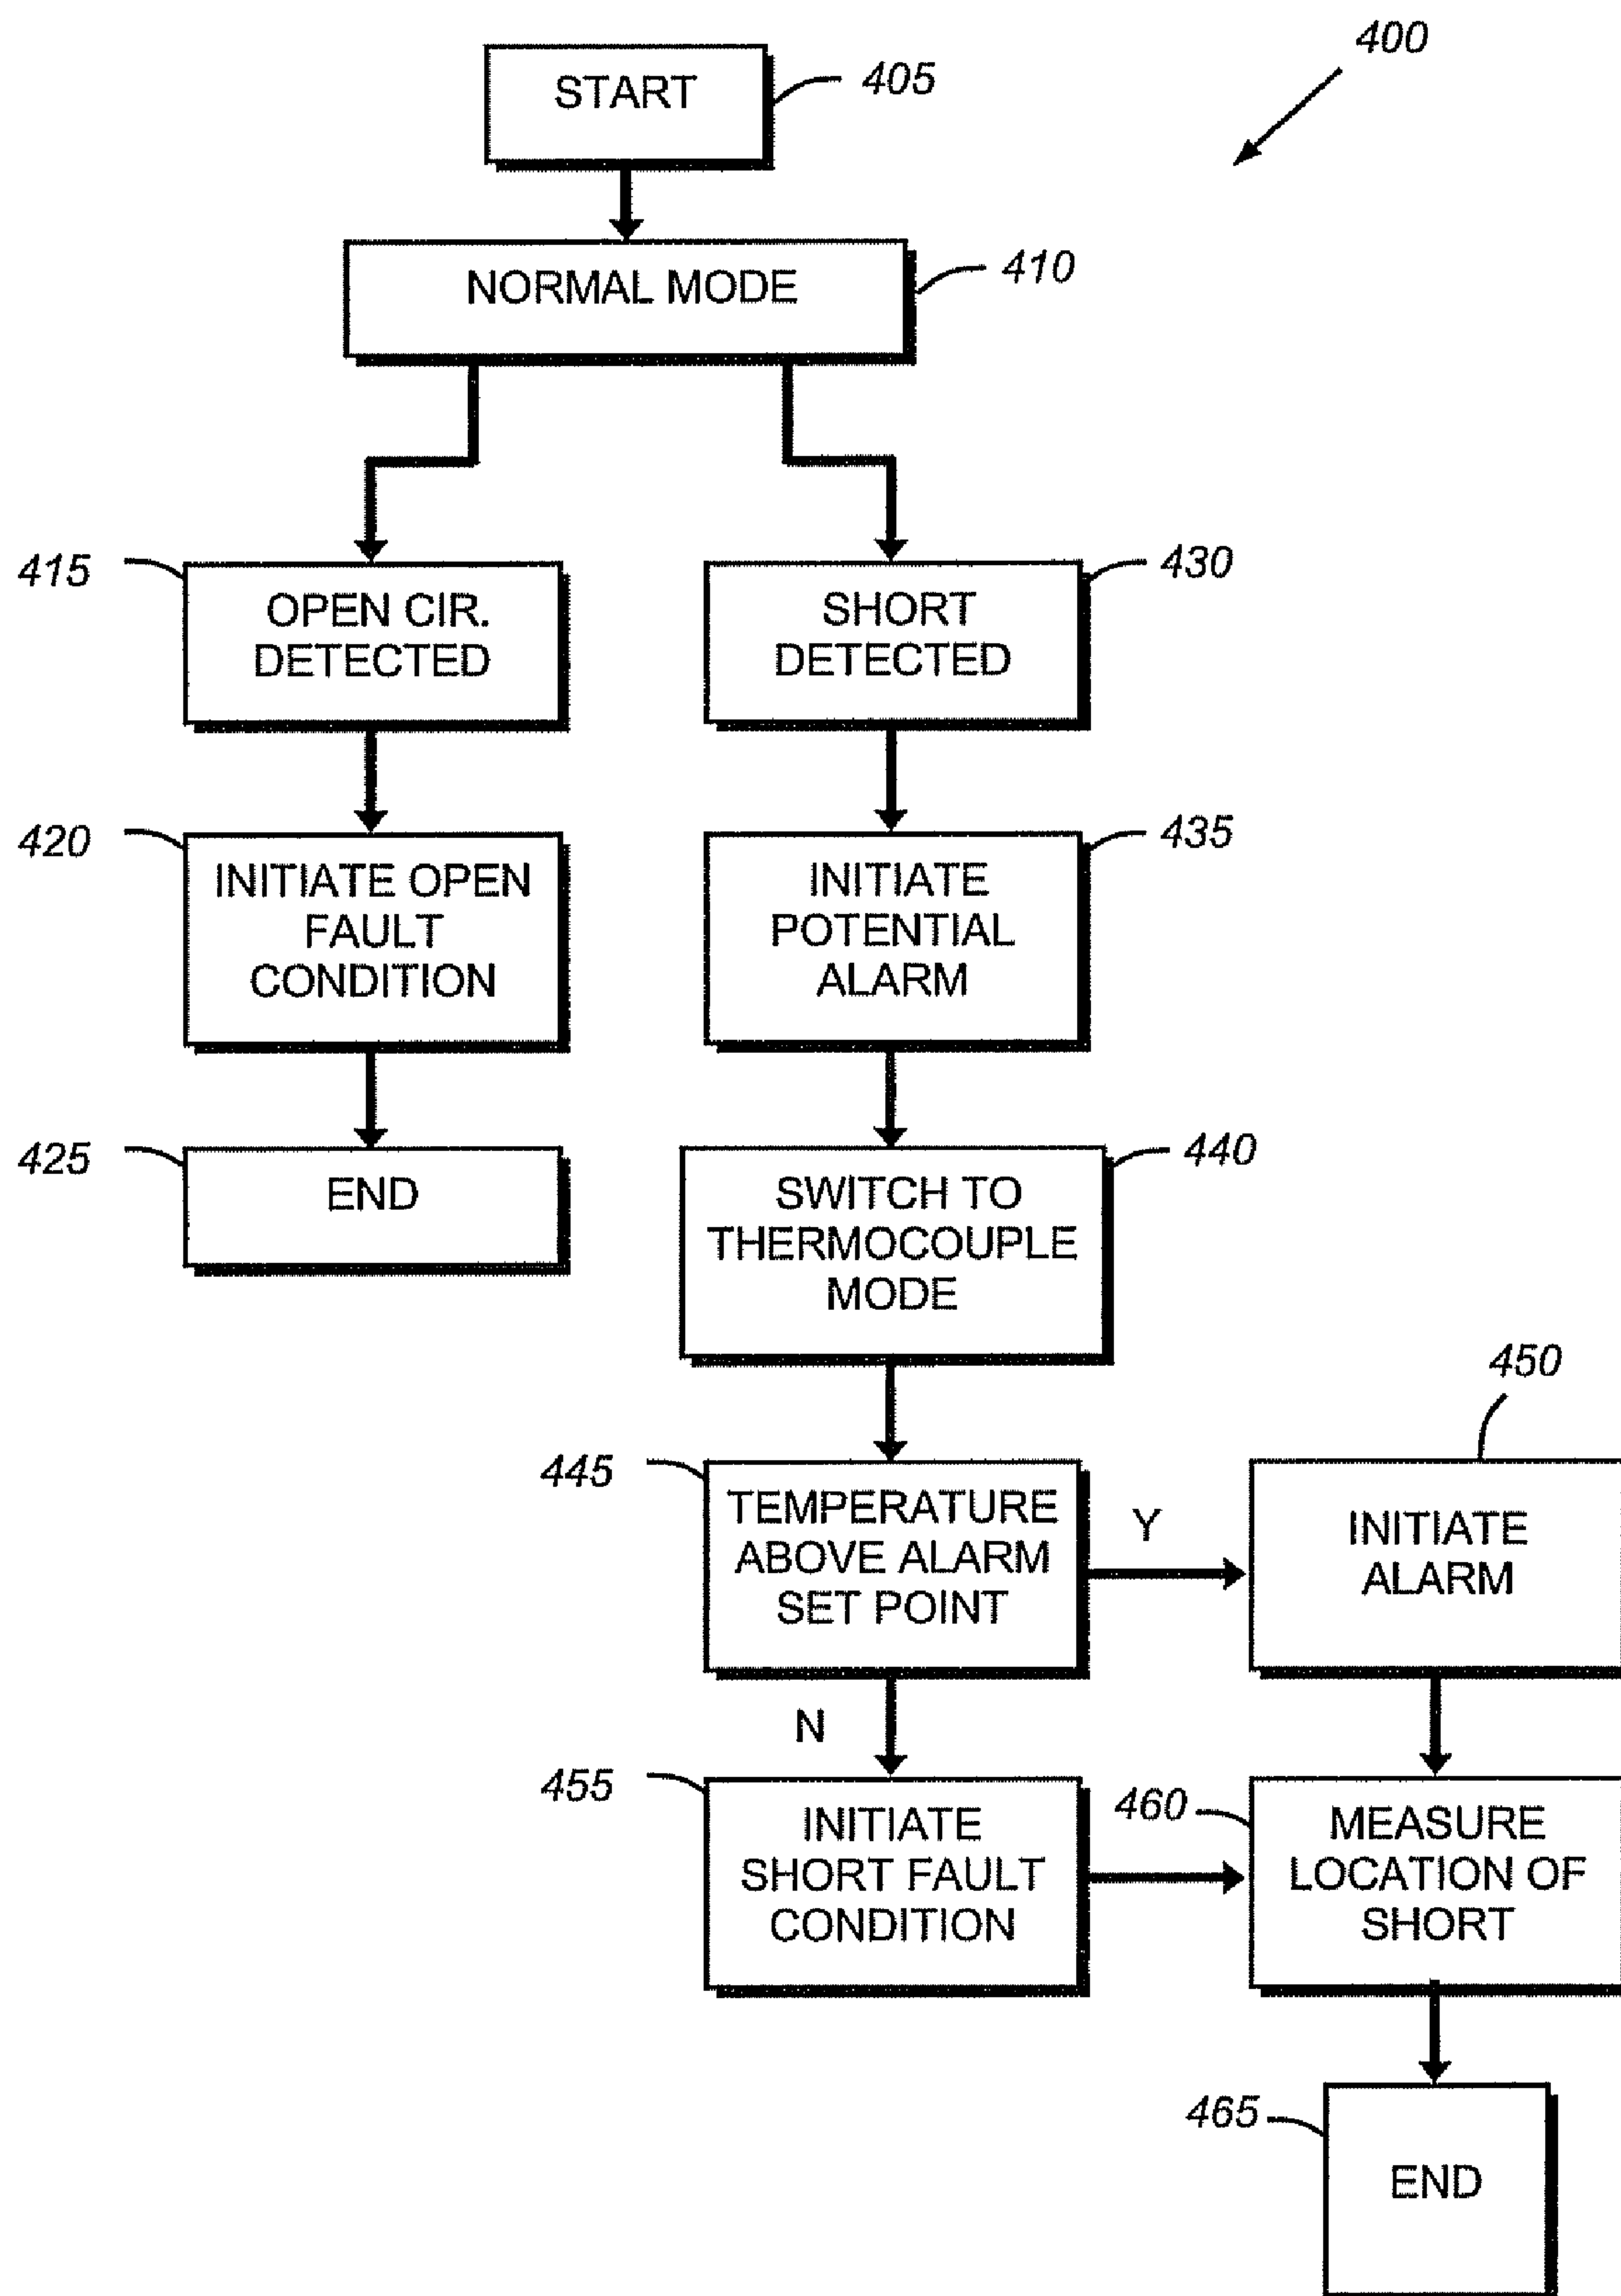 400
START
405
NORMAL MODE
410
415
OPEN CIR.
DETECTED
430
SHORT
DETECTED
420
INITIATE OPEN
FAULT
CONDITION
435
INITIATE
POTENTIAL
ALARM
425
END
440
SWITCH TO
THERMOCOUPLE
MODE
445
TEMPERATURE
ABOVE ALARM
SET POINT
Y
450
INITIATE
ALARM
N
455
INITIATE
SHORT FAULT
CONDITION
460
MEASURE
LOCATION OF
SHORT
465
END